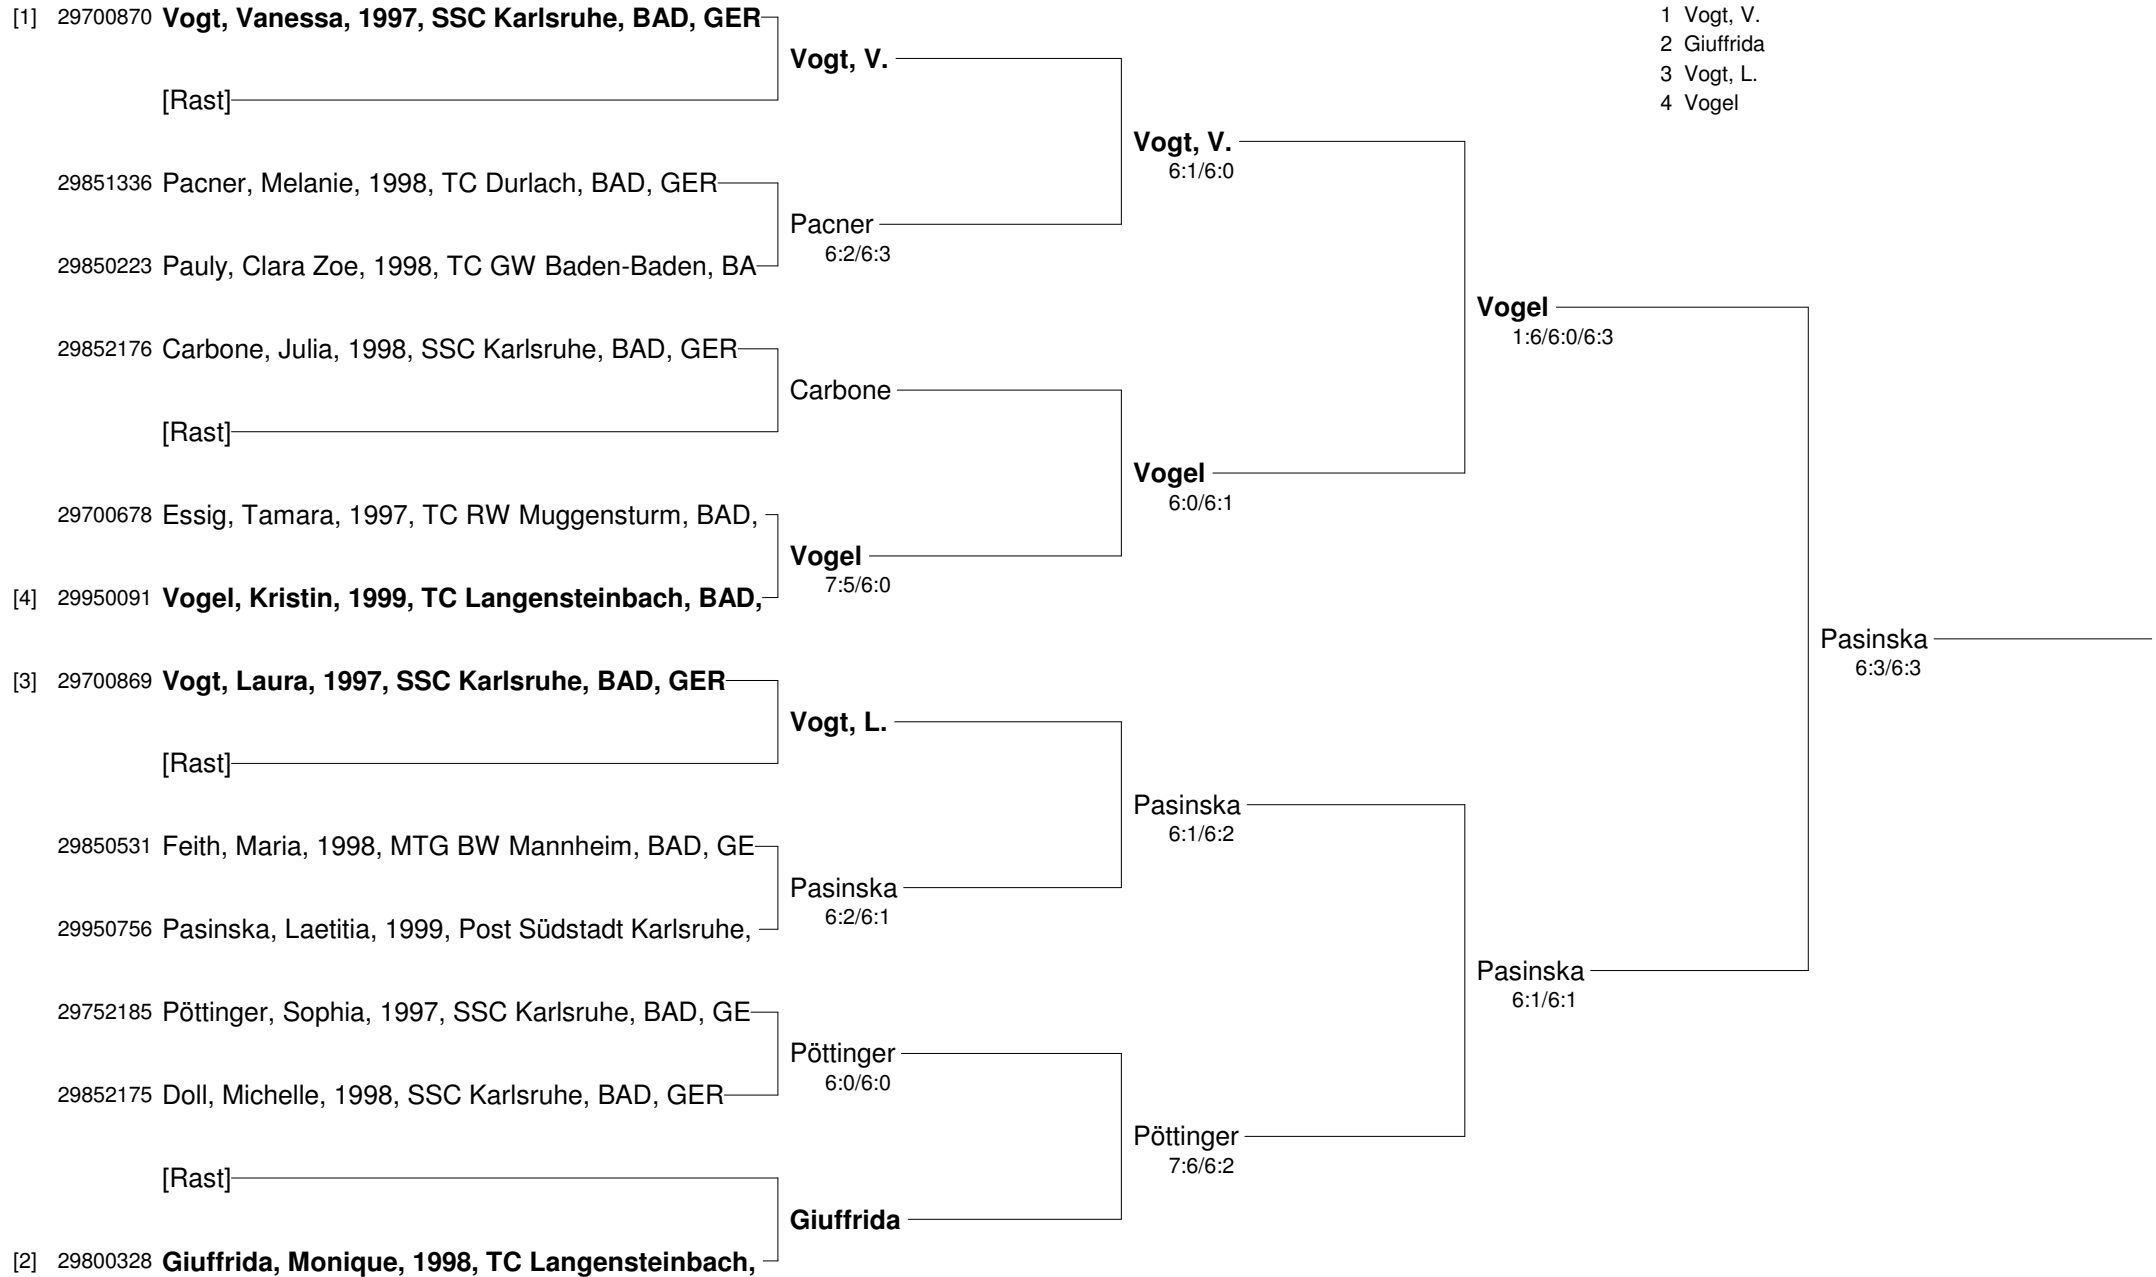 [1] 29700870 Vogt, Vanessa, 1997, SSC Karlsruhe, BAD, GER
1 Vogt, V.
2 Giuffrida
3 Vogt, L.
4 Vogel
Vogt, V.
[Rast]
Vogt, V.
6:1/6:0
29851336 Pacner, Melanie, 1998, TC Durlach, BAD, GER
Pacner
6:2/6:3
29850223 Pauly, Clara Zoe, 1998, TC GW Baden-Baden, BA
Vogel
1:6/6:0/6:3
29852176 Carbone, Julia, 1998, SSC Karlsruhe, BAD, GER
Carbone
[Rast]
Vogel
6:0/6:1
29700678 Essig, Tamara, 1997, TC RW Muggensturm, BAD,
Vogel
7:5/6:0
[4] 29950091 Vogel, Kristin, 1999, TC Langensteinbach, BAD,
Pasinska
6:3/6:3
[3] 29700869 Vogt, Laura, 1997, SSC Karlsruhe, BAD, GER
Vogt, L.
[Rast]
Pasinska
6:1/6:2
29850531 Feith, Maria, 1998, MTG BW Mannheim, BAD, GE
Pasinska
6:2/6:1
29950756 Pasinska, Laetitia, 1999, Post Südstadt Karlsruhe,
Pasinska
6:1/6:1
29752185 Pöttinger, Sophia, 1997, SSC Karlsruhe, BAD, GE
Pöttinger
6:0/6:0
29852175 Doll, Michelle, 1998, SSC Karlsruhe, BAD, GER
Pöttinger
7:6/6:2
[Rast]
Giuffrida
[2] 29800328 Giuffrida, Monique, 1998, TC Langensteinbach,